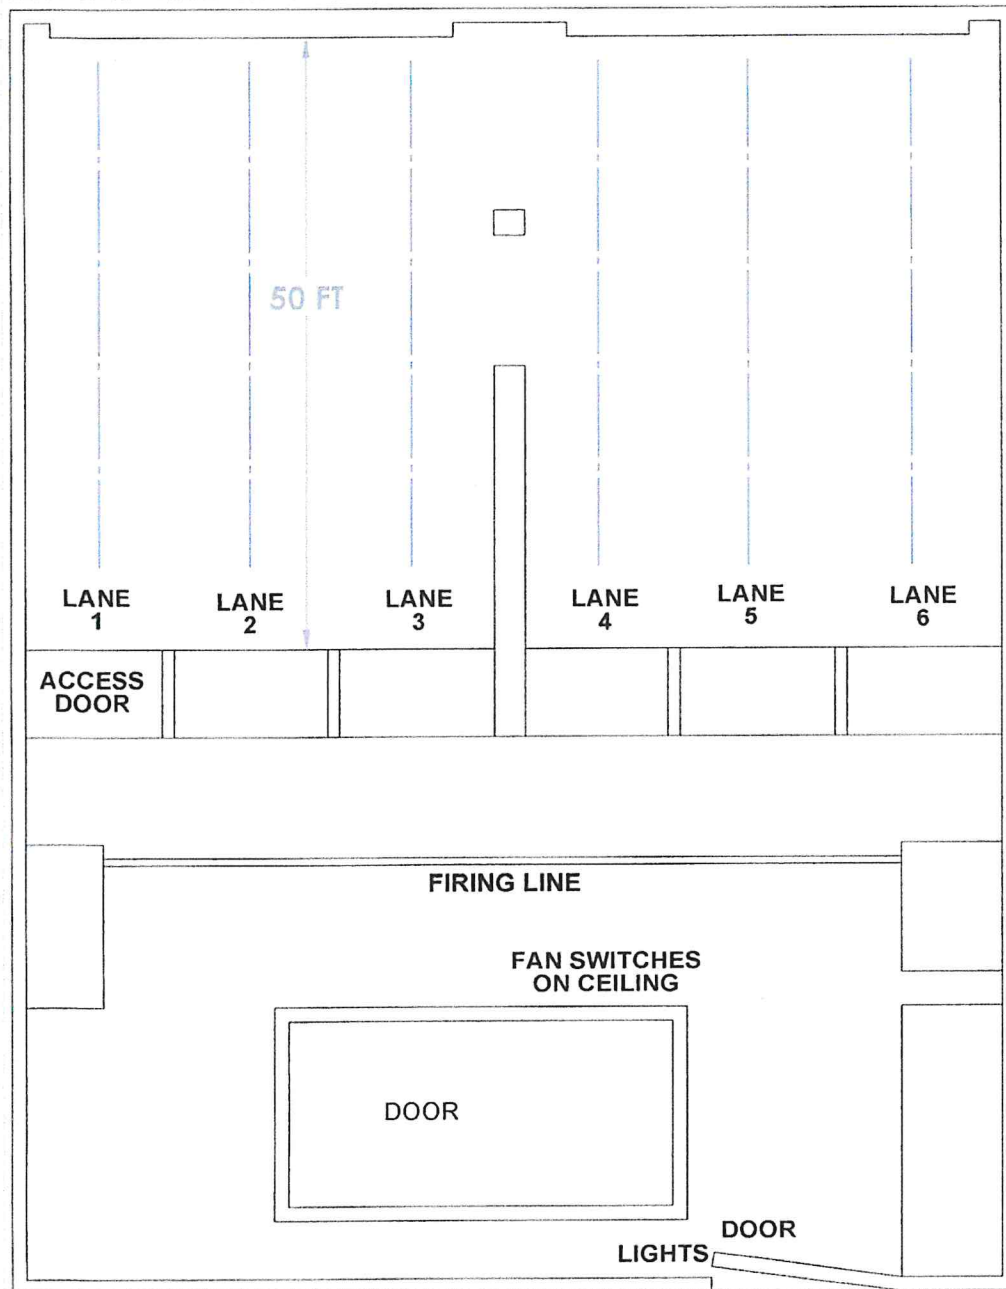 50 FT
LANE
1
LANE
2
LANE
3
LANE
4
LANE
5
LANE
6
ACCESS
DOOR
FIRING LINE
FAN SWITCHES
ON CEILING
DOOR
DOOR
LIGHTS